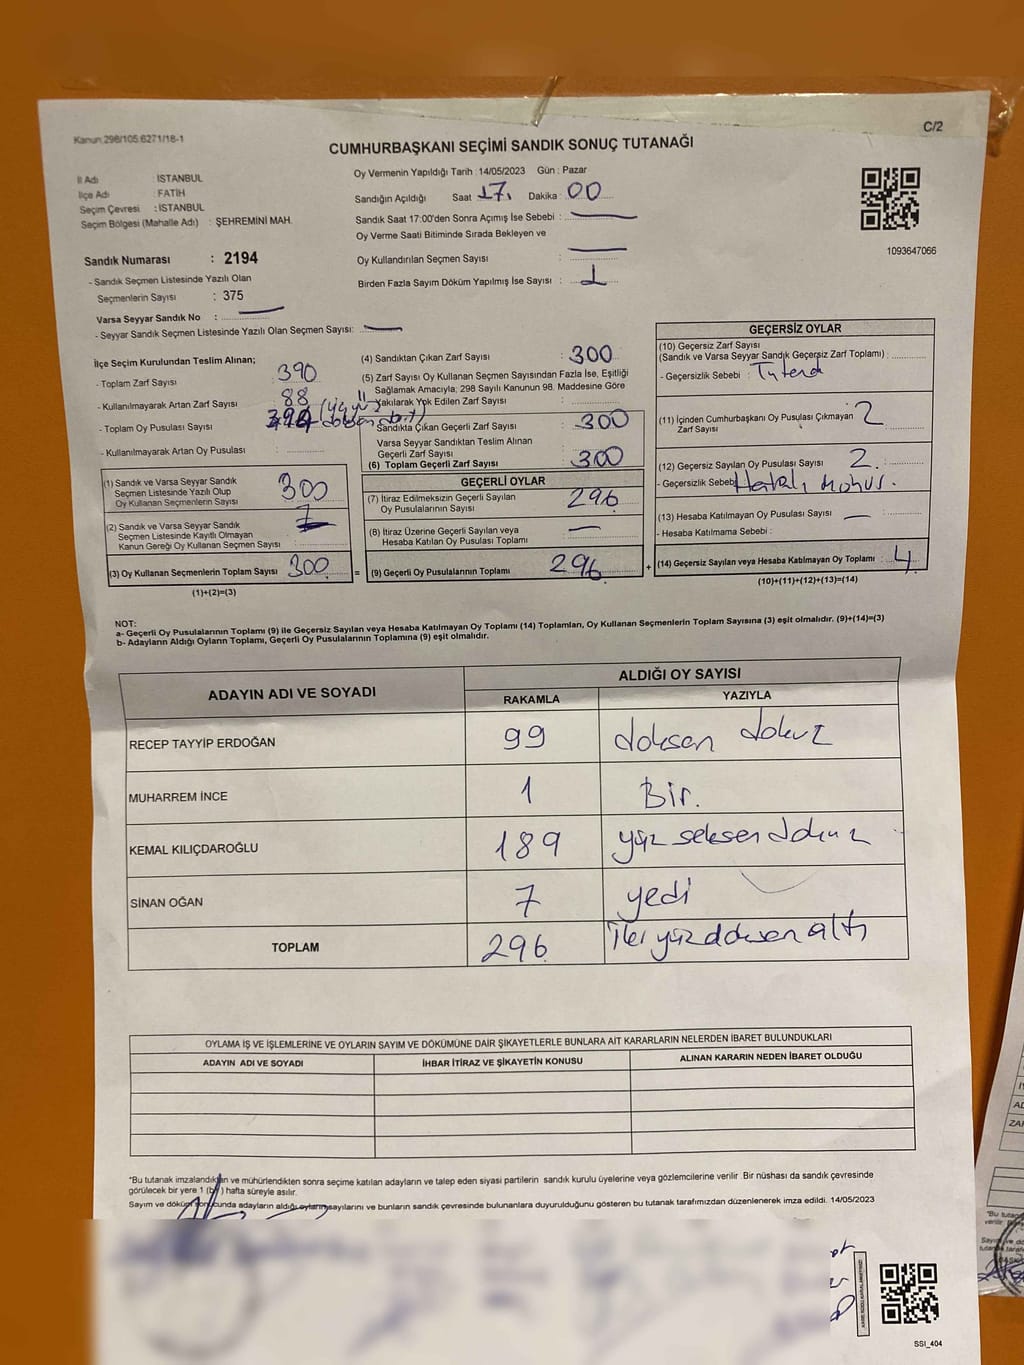 Kanun:298/105.6271/18-1
C/2
CUMHURBAŞKANI SEÇİMİ SANDIK SONUÇ TUTANAĞI
İl Adı : İSTANBUL
İlçe Adı : FATİH
Seçim Çevresi : İSTANBUL
Seçim Bölgesi (Mahalle Adı) : ŞEHREMİNİ MAH.
Sandık Numarası : 2194
- Sandık Seçmen Listesinde Yazılı Olan
Seçmenlerin Sayısı : 375
Varsa Seyyar Sandık No :
- Seyyar Sandık Seçmen Listesinde Yazılı Olan Seçmen Sayısı:
Oy Vermenin Yapıldığı Tarih : 14/05/2023 Gün : Pazar
Sandığın Açıldığı Saat 17. Dakika : 00
Sandık Saat 17:00'den Sonra Açımış İse Sebebi :
Oy Verme Saati Bitiminde Sırada Bekleyen ve
Oy Kullandırılan Seçmen Sayısı :
Birden Fazla Sayım Döküm Yapılmış İse Sayısı : 1
1093647066
İlçe Seçim Kurulundan Teslim Alınan;
- Toplam Zarf Sayısı 390
- Kullanılmayarak Artan Zarf Sayısı 88
- Toplam Oy Pusulası Sayısı
- Kullanılmayarak Artan Oy Pusulası :
(1) Sandık ve Varsa Seyyar Sandık
Seçmen Listesinde Yazılı Olup
Oy Kullanan Seçmenlerin Sayısı : 300
(2) Sandık ve Varsa Seyyar Sandık
Seçmen Listesinde Kayıtlı Olmayan
Kanun Gereği Oy Kullanan Seçmen Sayısı :
(3) Oy Kullanan Seçmenlerin Toplam Sayısı 300
(1)+(2)=(3)
(4) Sandıktan Çıkan Zarf Sayısı : 300
(5) Zarf Sayısı Oy Kullanan Seçmen Sayısından Fazla İse, Eşitliği
Sağlamak Amacıyla; 298 Sayılı Kanunun 98. Maddesine Göre
Yakılarak Yok Edilen Zarf Sayısı :
Sandıkta Çıkan Geçerli Zarf Sayısı : 300
Varsa Seyyar Sandıktan Teslim Alınan
Geçerli Zarf Sayısı :
(6) Toplam Geçerli Zarf Sayısı : 300
GEÇERLİ OYLAR
(7) İtiraz Edilmeksizin Geçerli Sayılan
Oy Pusulalarının Sayısı : 296
(8) İtiraz Üzerine Geçerli Sayılan veya
Hesaba Katılan Oy Pusulası Toplamı :
= (9) Geçerli Oy Pusulalarının Toplamı 296
GEÇERSİZ OYLAR
(10) Geçersiz Zarf Sayısı
(Sandık ve Varsa Seyyar Sandık Geçersiz Zarf Toplamı) :
- Geçersizlik Sebebi :
(11) İçinden Cumhurbaşkanı Oy Pusulası Çıkmayan 2
Zarf Sayısı :
(12) Geçersiz Sayılan Oy Pusulası Sayısı : 2.
- Geçersizlik Sebebi Hatalı mühür.
(13) Hesaba Katılmayan Oy Pusulası Sayısı :
- Hesaba Katılmama Sebebi :
+ (14) Geçersiz Sayılan veya Hesaba Katılmayan Oy Toplamı : 4
(10)+(11)+(12)+(13)=(14)
NOT:
a- Geçerli Oy Pusulalarının Toplamı (9) ile Geçersiz Sayılan veya Hesaba Katılmayan Oy Toplamı (14) Toplamları, Oy Kullanan Seçmenlerin Toplam Sayısına (3) eşit olmalıdır. (9)+(14)=(3)
b- Adayların Aldığı Oyların Toplamı, Geçerli Oy Pusulalarının Toplamına (9) eşit olmalıdır.
ADAYIN ADI VE SOYADI
ALDIĞI OY SAYISI
RAKAMLA YAZIYLA
RECEP TAYYİP ERDOĞAN 99 doksan dokuz
MUHARREM İNCE 1 Bir.
KEMAL KILIÇDAROĞLU 189 yüz seksen dokuz
SİNAN OĞAN 7 yedi
TOPLAM 296 iki yüz doksen altı
OYLAMA İŞ VE İŞLEMLERİNE VE OYLARIN SAYIM VE DÖKÜMÜNE DAİR ŞİKAYETLERLE BUNLARA AİT KARARLARIN NELERDEN İBARET BULUNDUKLARI
ADAYIN ADI VE SOYADI İHBAR İTİRAZ VE ŞİKAYETİN KONUSU ALINAN KARARIN NEDEN İBARET OLDUĞU
*Bu tutanak imzalandıktan ve mühürlendikten sonra seçime katılan adayların ve talep eden siyasi partilerin sandık kurulu üyelerine veya gözlemcilerine verilir. Bir nüshası da sandık çevresinde
görülecek bir yere 1 (bir) hafta süreyle asılır.
Sayım ve döküm sonucunda adayların aldığı oyların sayılarını ve bunların sandık çevresinde bulunanlara duyurulduğunu gösteren bu tutanak tarafımızdan düzenlenerek imza edildi. 14/05/2023
SSI_404